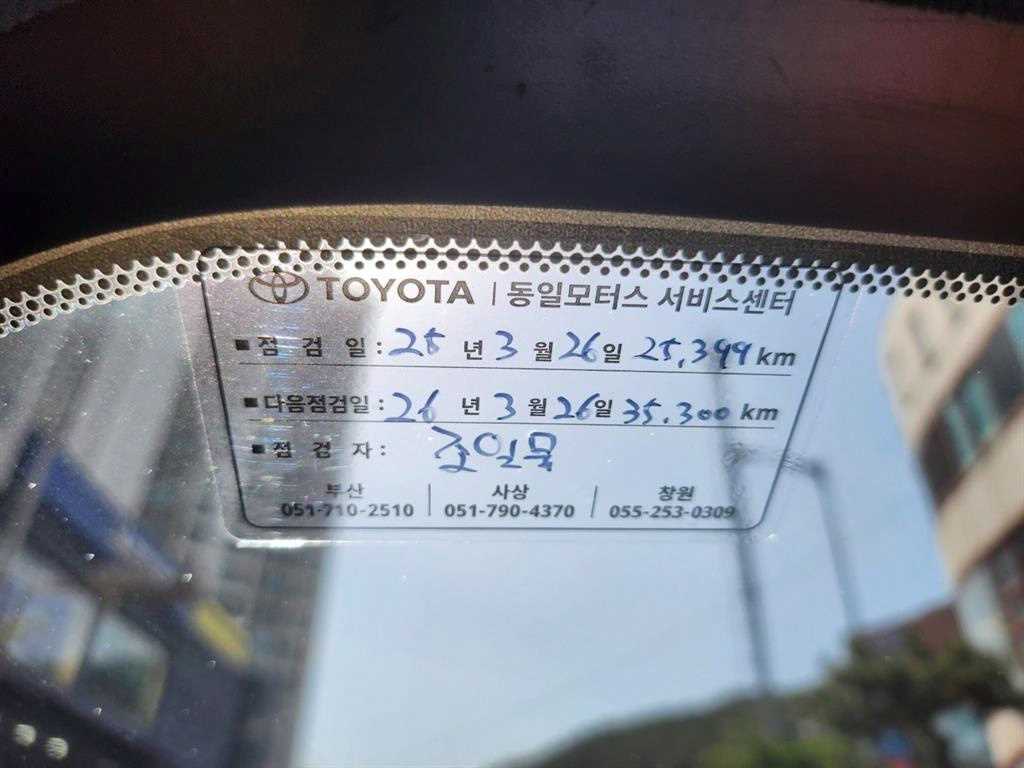 TOYOTA | 동일모터스 서비스센터
■ 점 검 일 : 25 년 3 월 26 일 25,399 km
■ 다음점검일 : 26 년 3 월 26 일 35,300 km
■ 점 검 자 :
부산 | 사상 | 창원
051-710-2510 | 051-790-4370 | 055-253-0309